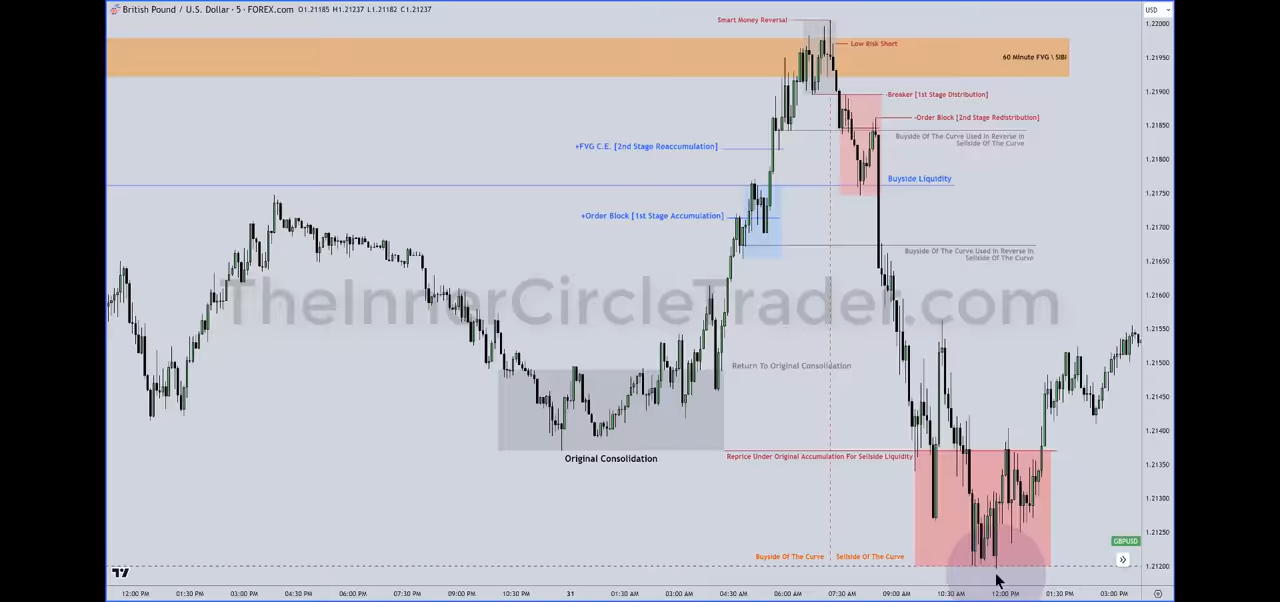 British Pound / U.S. Dollar · 5 · FOREX.com O1.21185 H1.21237 L1.21182 C1.21237
USD
Smart Money Reversal
1.22000
Low Risk Short
60 Minute FVG \ SIBI
1.21950
-Breaker [1st Stage Distribution]
1.21900
-Order Block [2nd Stage Redistribution]
1.21850
Buyside Of The Curve Used In Reverse In
Sellside Of The Curve
+FVG C.E. [2nd Stage Reaccumulation]
1.21800
Buyside Liquidity
1.21750
+Order Block [1st Stage Accumulation]
1.21700
Buyside Of The Curve Used In Reverse In
Sellside Of The Curve
1.21650
TheInnerCircleTrader.com
1.21600
1.21550
Return To Original Consolidation
1.21500
1.21450
1.21400
Original Consolidation
Reprice Under Original Accumulation For Sellside Liquidity
1.21350
1.21300
1.21250
GBPUSD
Buyside Of The Curve
Sellside Of The Curve
1.21200
12:00 PM 01:30 PM 03:00 PM 04:30 PM 06:00 PM 07:30 PM 09:00 PM 10:30 PM 31 01:30 AM 03:00 AM 04:30 AM 06:00 AM 07:30 AM 09:00 AM 10:30 AM 12:00 PM 01:30 PM 03:00 PM